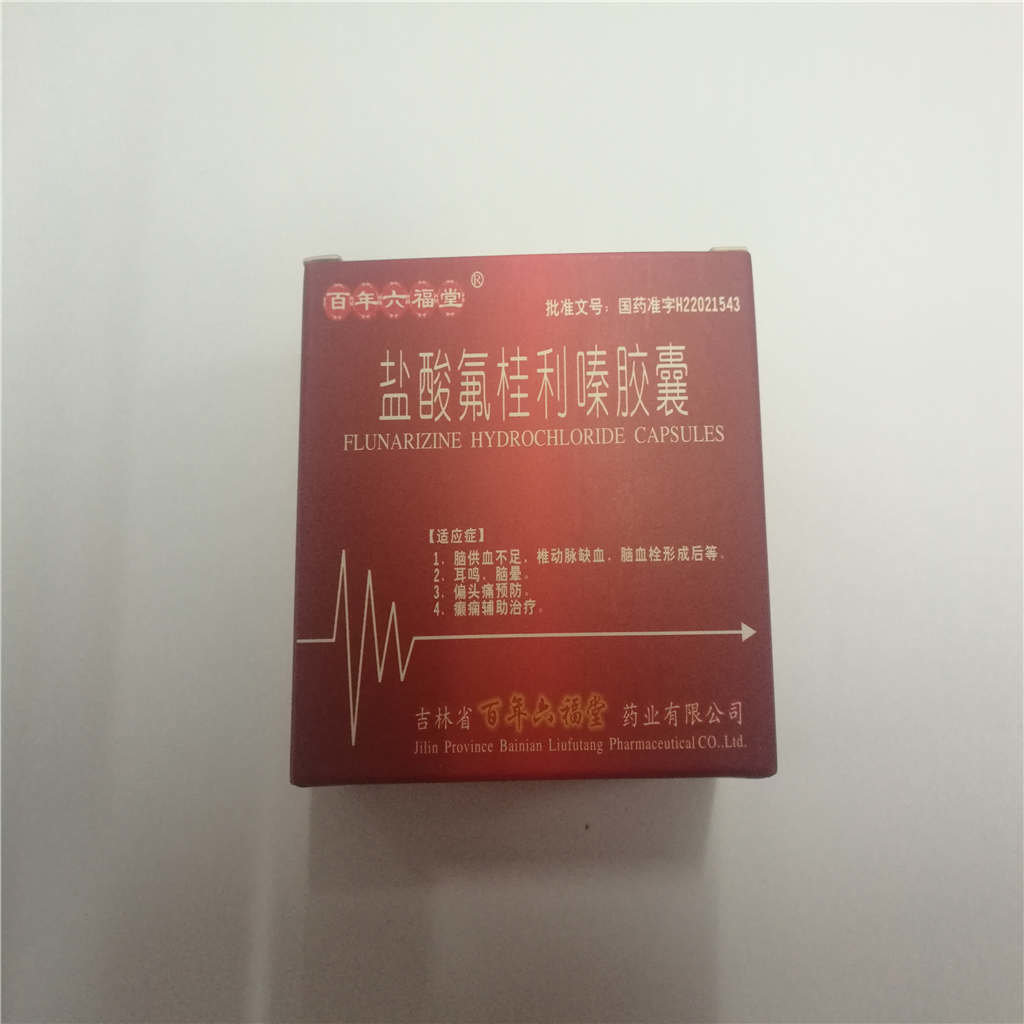 百年六福堂®
批准文号：国药准字H22021543
盐酸氟桂利嗪胶囊
FLUNARIZINE HYDROCHLORIDE CAPSULES
【适应症】
1、脑供血不足，椎动脉缺血，脑血栓形成后等。
2、耳鸣、脑晕。
3、偏头痛预防。
4、癫痫辅助治疗。
吉林省百年六福堂药业有限公司
Jilin Province Bainian Liufutang Pharmaceutical CO.,Ltd.